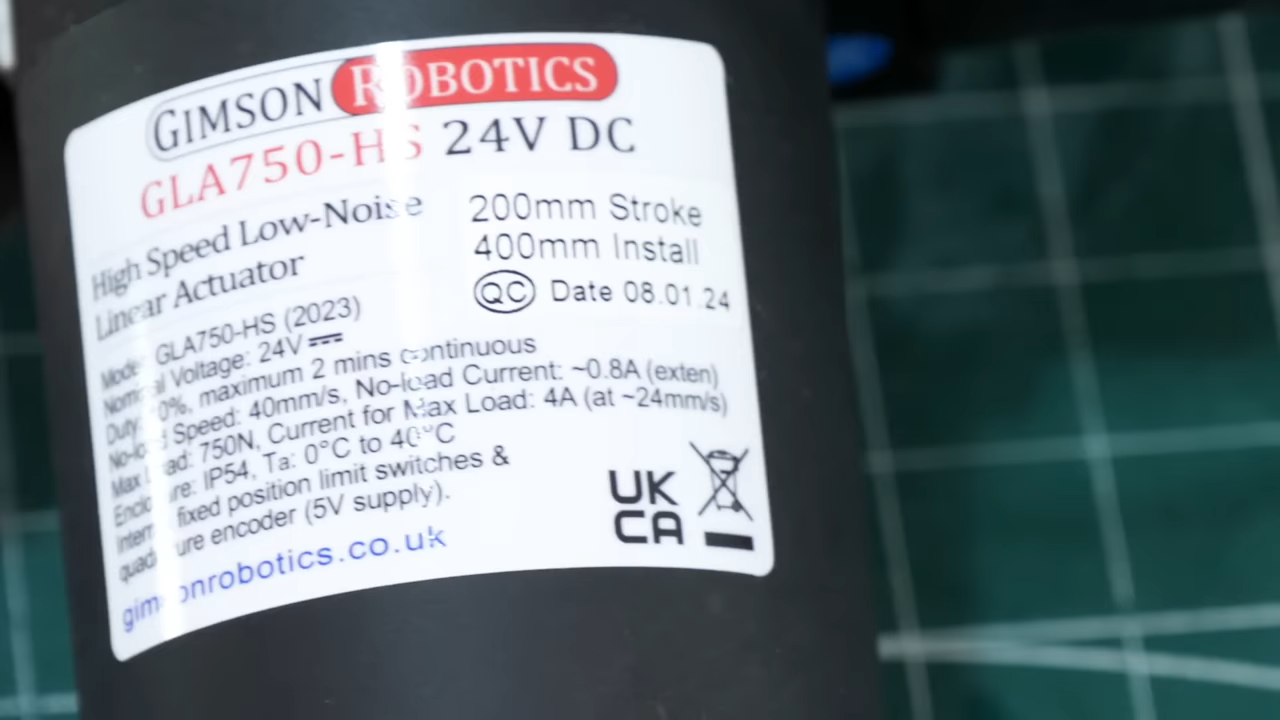 GIMSON ROBOTICS
GLA750-HS 24V DC
High Speed Low-Noise
Linear Actuator
200mm Stroke
400mm Install
QC Date 08.01.24
Model: GLA750-HS (2023)
Nominal Voltage: 24V
Duty: maximum 2 mins continuous
No-load Speed: 40mm/s, No-load Current: ~0.8A (exten)
Max Load: 750N, Current for Max Load: 4A (at ~24mm/s)
Enclosure: IP54, Ta: 0°C to 40°C
Internal fixed position limit switches &
quadrature encoder (5V supply).
gimsonrobotics.co.uk
UK
CA